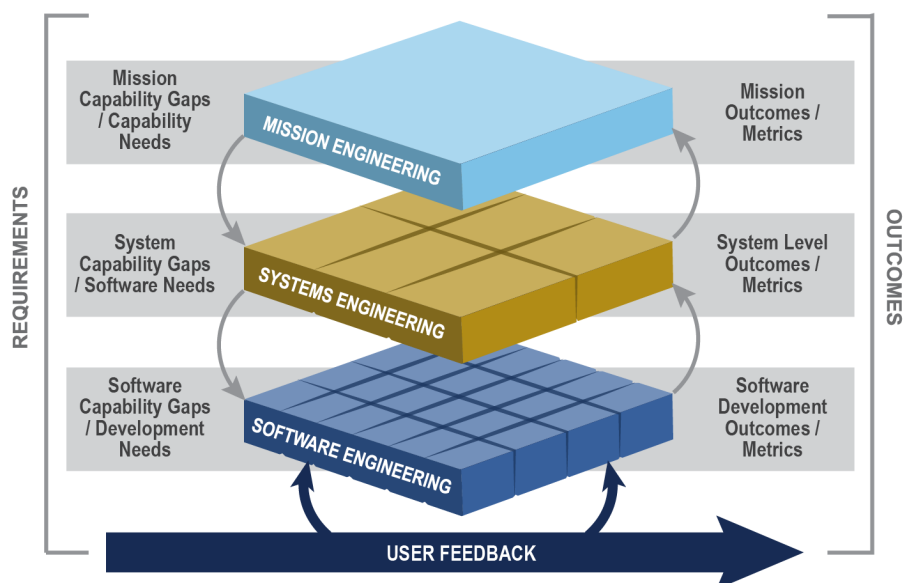 REQUIREMENTS
Mission
Capability Gaps
/ Capability
Needs
MISSION ENGINEERING
Mission
Outcomes /
Metrics
System
Capability Gaps
/ Software Needs
SYSTEMS ENGINEERING
System Level
Outcomes /
Metrics
Software
Capability Gaps
/ Development
Needs
SOFTWARE ENGINEERING
Software
Development
Outcomes /
Metrics
OUTCOMES
USER FEEDBACK